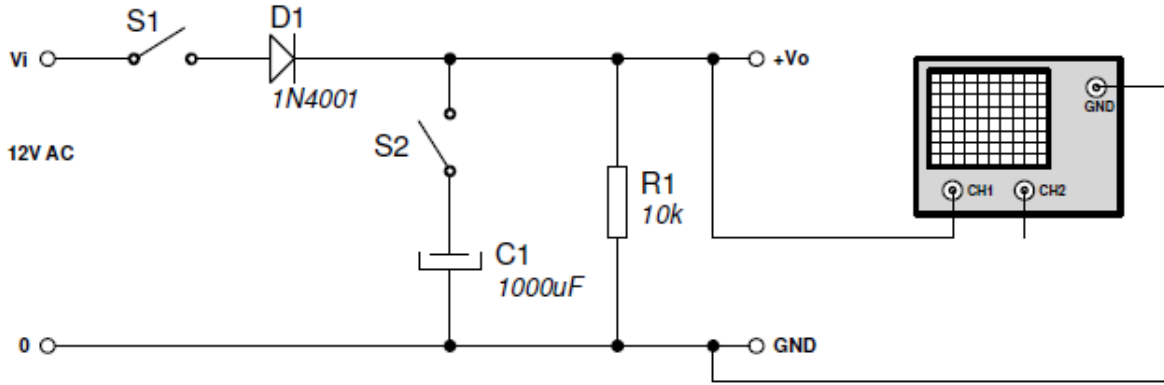 S1
D1
Vi
+Vo
1N4001
GND
12V AC
S2
R1
10k
CH1
CH2
C1
1000uF
0
GND